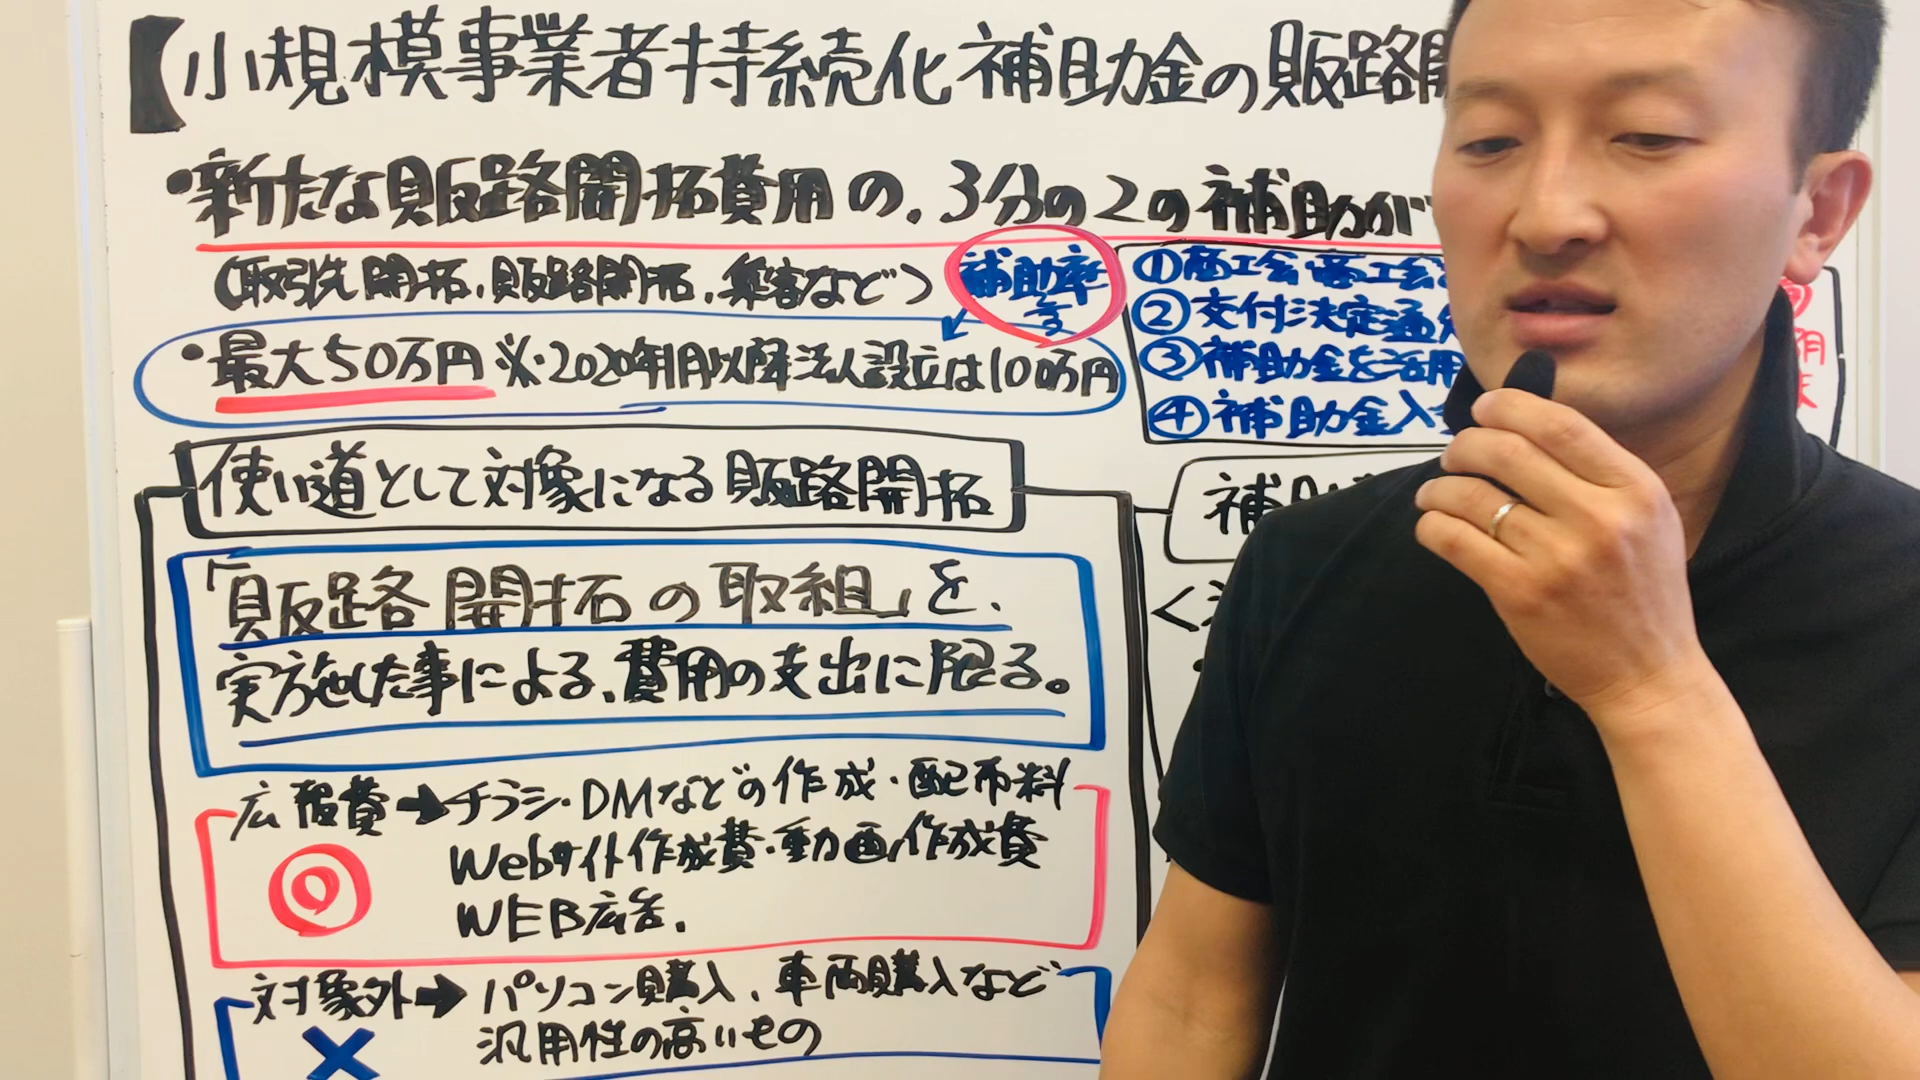 【小規模事業者持続化補助金の販路開
・新たな販路開拓費用の、3分の2の補助が
(取引先開拓、販路開拓、集客など)
補助率
2/3
・最大50万円 ※・2020年1月以降法人設立は100万円
①商工会・商工会
②交付決定通知
③補助金を活用
④補助金入金
使い道として対象になる販路開拓
補助
「販路開拓の取組」を、
実施した事による、費用の支出に限る。
広報費→チラシ・DMなどの作成・配布料
Webサイト作成費・動画作成費
WEB広告.
対象外→パソコン購入、車両購入など
汎用性の高いもの